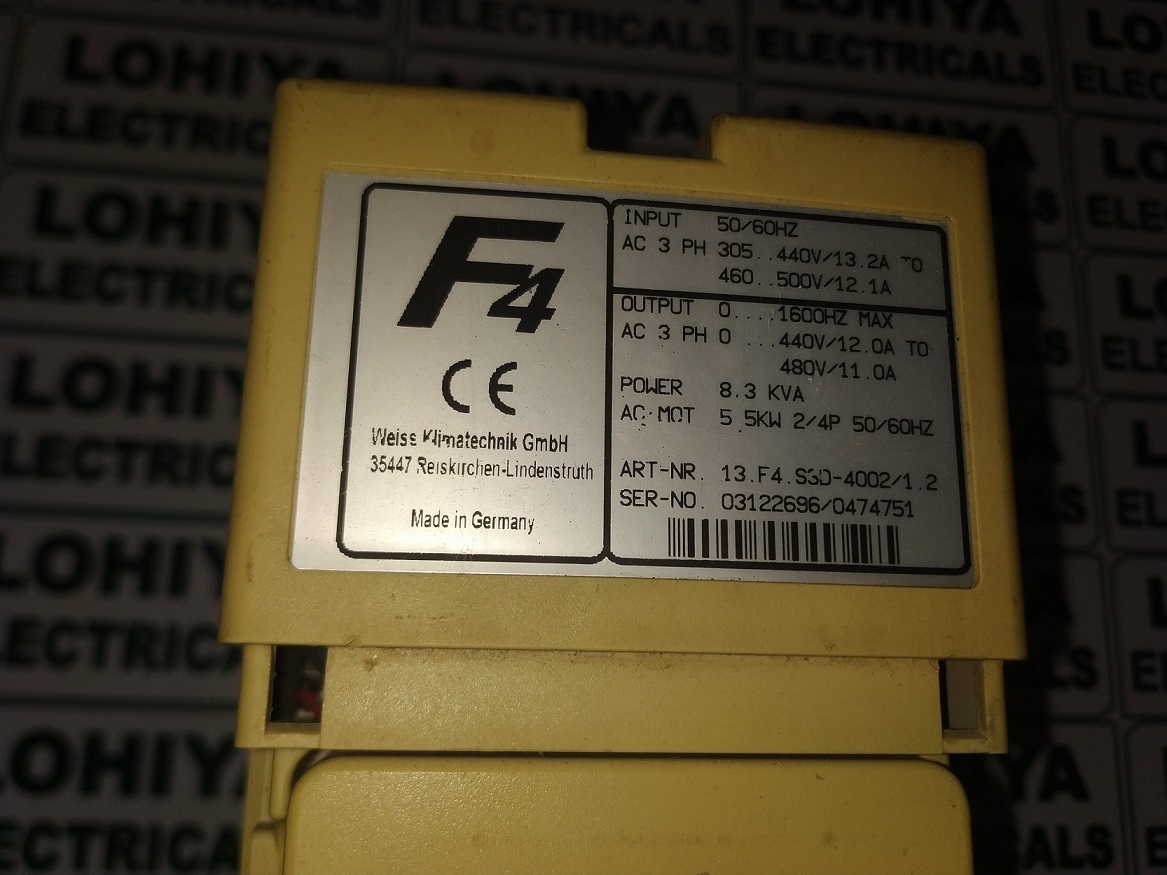 F4
CE
Weiss Klimatechnik GmbH
35447 Reiskirchen-Lindenstruth
Made in Germany
INPUT 50/60HZ
AC 3 PH 305..440V/13.2A TO
460..500V/12.1A
OUTPUT 0....1600HZ MAX
AC 3 PH 0 ...440V/12.0A TO
480V/11.0A
POWER 8.3 KVA
AC-MOT 5.5KW 2/4P 50/60HZ
ART-NR. 13.F4.S3D-4002/1.2
SER-NO. 03122696/0474751
LOHIYA
ELECTRICALS